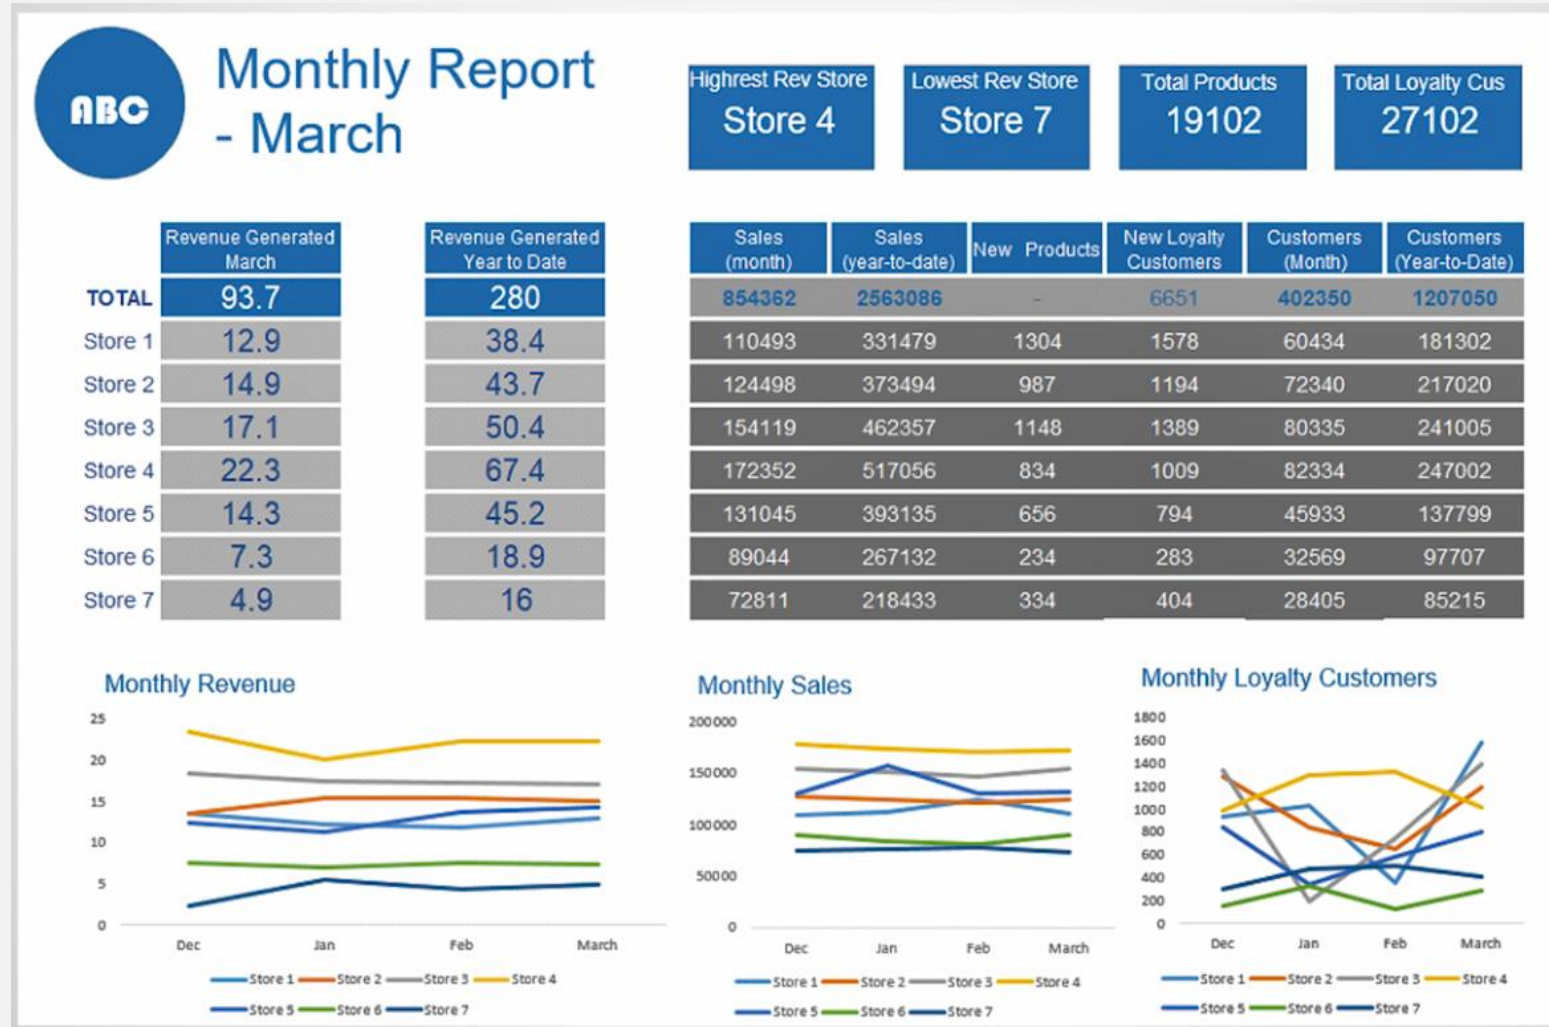 ABC
Monthly Report
- March
Highrest Rev Store
Store 4
Lowest Rev Store
Store 7
Total Products
19102
Total Loyalty Cus
27102
Revenue Generated
March
Revenue Generated
Year to Date
Sales
(month)
Sales
(year-to-date)
New Products
New Loyalty
Customers
Customers
(Month)
Customers
(Year-to-Date)
TOTAL 93.7 280 854362 2563086 - 6651 402350 1207050
Store 1 12.9 38.4 110493 331479 1304 1578 60434 181302
Store 2 14.9 43.7 124498 373494 987 1194 72340 217020
Store 3 17.1 50.4 154119 462357 1148 1389 80335 241005
Store 4 22.3 67.4 172352 517056 834 1009 82334 247002
Store 5 14.3 45.2 131045 393135 656 794 45933 137799
Store 6 7.3 18.9 89044 267132 234 283 32569 97707
Store 7 4.9 16 72811 218433 334 404 28405 85215
Monthly Revenue
25
20
15
10
5
0
Dec Jan Feb March
Store 1 Store 2 Store 3 Store 4
Store 5 Store 6 Store 7
Monthly Sales
200000
150000
100000
50000
0
Dec Jan Feb March
Store 1 Store 2 Store 3 Store 4
Store 5 Store 6 Store 7
Monthly Loyalty Customers
1800
1600
1400
1200
1000
800
600
400
200
0
Dec Jan Feb March
Store 1 Store 2 Store 3 Store 4
Store 5 Store 6 Store 7